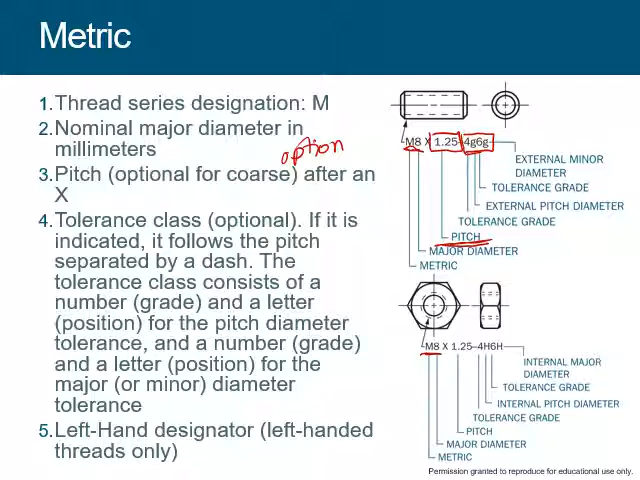 Metric
1. Thread series designation: M
2. Nominal major diameter in
millimeters
option
3. Pitch (optional for coarse) after an
X
4. Tolerance class (optional). If it is
indicated, it follows the pitch
separated by a dash. The
tolerance class consists of a
number (grade) and a letter
(position) for the pitch diameter
tolerance, and a number (grade)
and a letter (position) for the
major (or minor) diameter
tolerance
5. Left-Hand designator (left-handed
threads only)
M8 X 1.25-4g6g
EXTERNAL MINOR
DIAMETER
TOLERANCE GRADE
EXTERNAL PITCH DIAMETER
TOLERANCE GRADE
PITCH
MAJOR DIAMETER
METRIC
M8 X 1.25-4H6H
INTERNAL MAJOR
DIAMETER
TOLERANCE GRADE
INTERNAL PITCH DIAMETER
TOLERANCE GRADE
PITCH
MAJOR DIAMETER
METRIC
Permission granted to reproduce for educational use only.